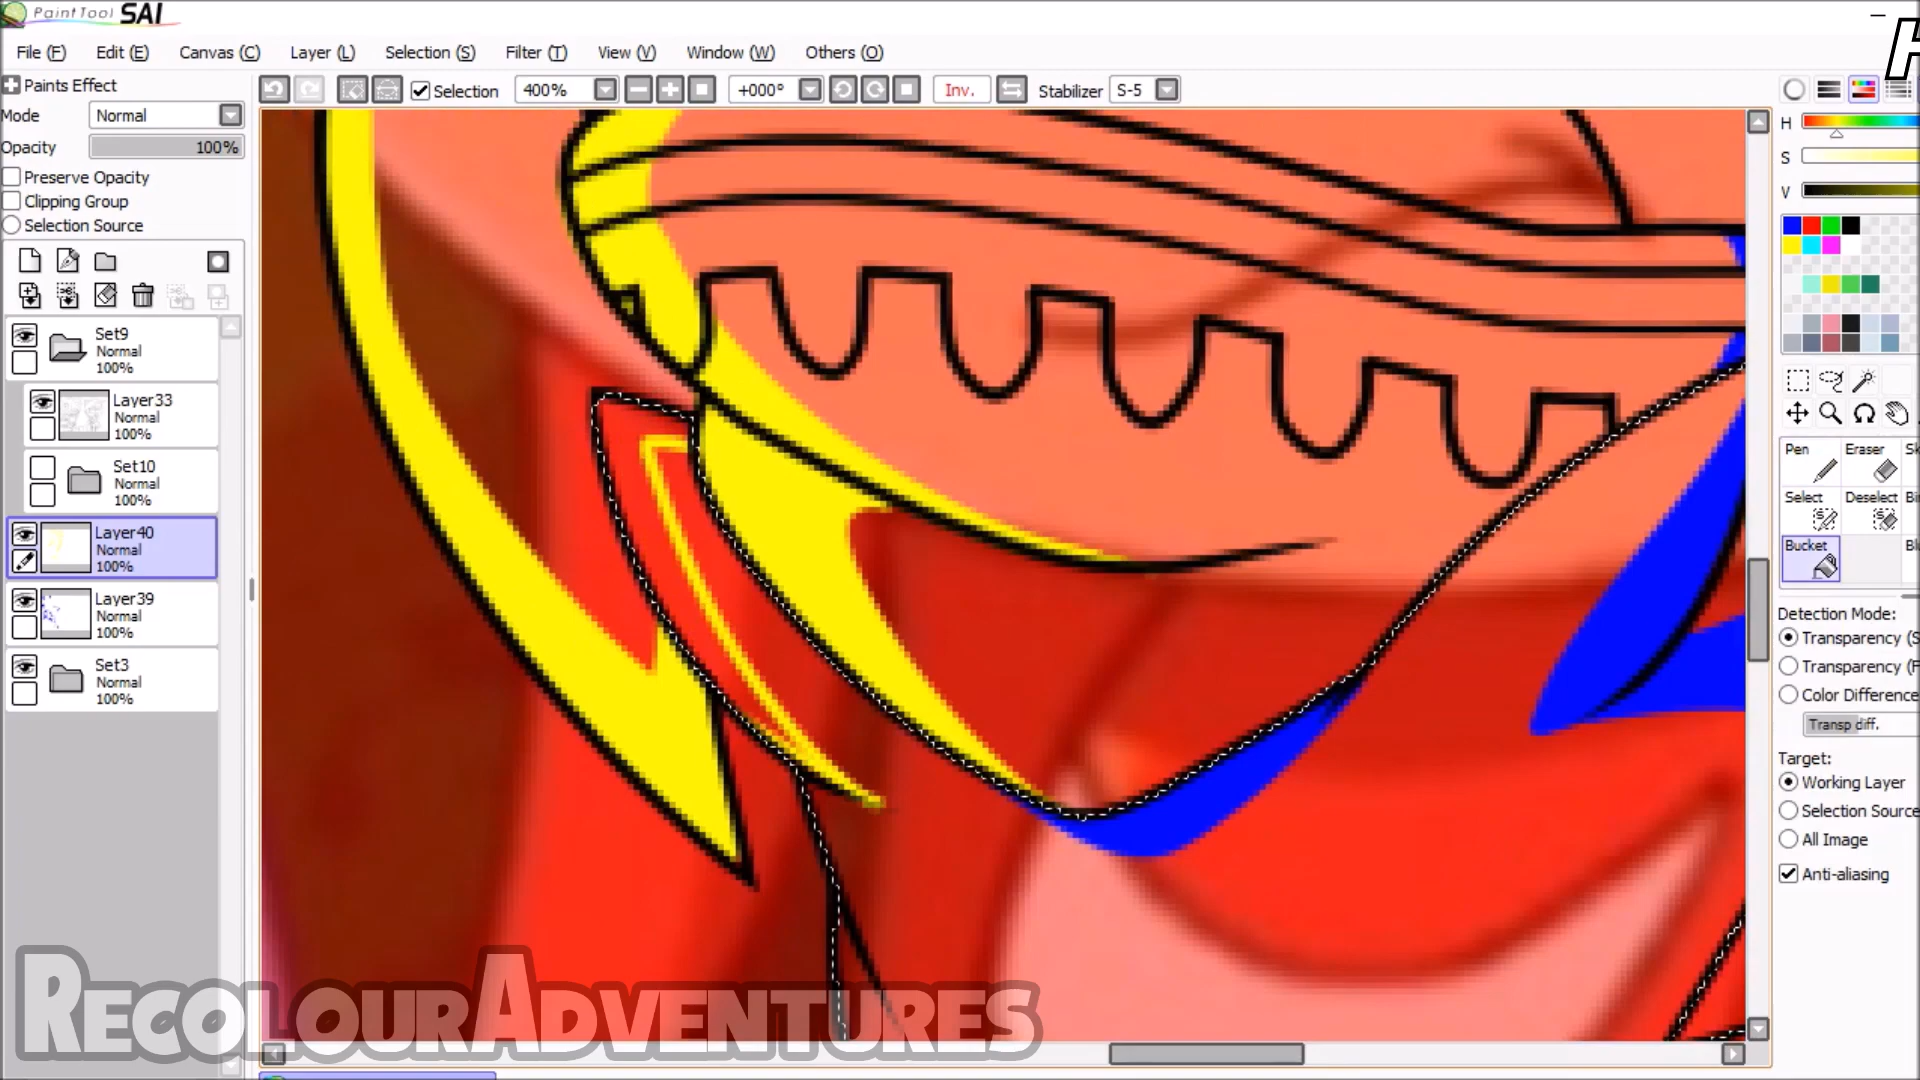 PaintTool SAI
File (F) Edit (E) Canvas (C) Layer (L) Selection (S) Filter (T) View (V) Window (W) Others (O)
H
Paints Effect
Selection 400% +000° Inv. Stabilizer S-5
Mode Normal
Opacity 100%
Preserve Opacity
Clipping Group
Selection Source
H
S
V
Set9
Normal
100%
Layer33
Normal
100%
Set10
Normal
100%
Layer40
Normal
100%
Layer39
Normal
100%
Set3
Normal
100%
Pen Eraser
Select Deselect
Bucket
Detection Mode:
Transparency (S
Transparency (F
Color Difference
Transp diff.
Target:
Working Layer
Selection Source
All Image
Anti-aliasing
RECOLOURADVENTURES